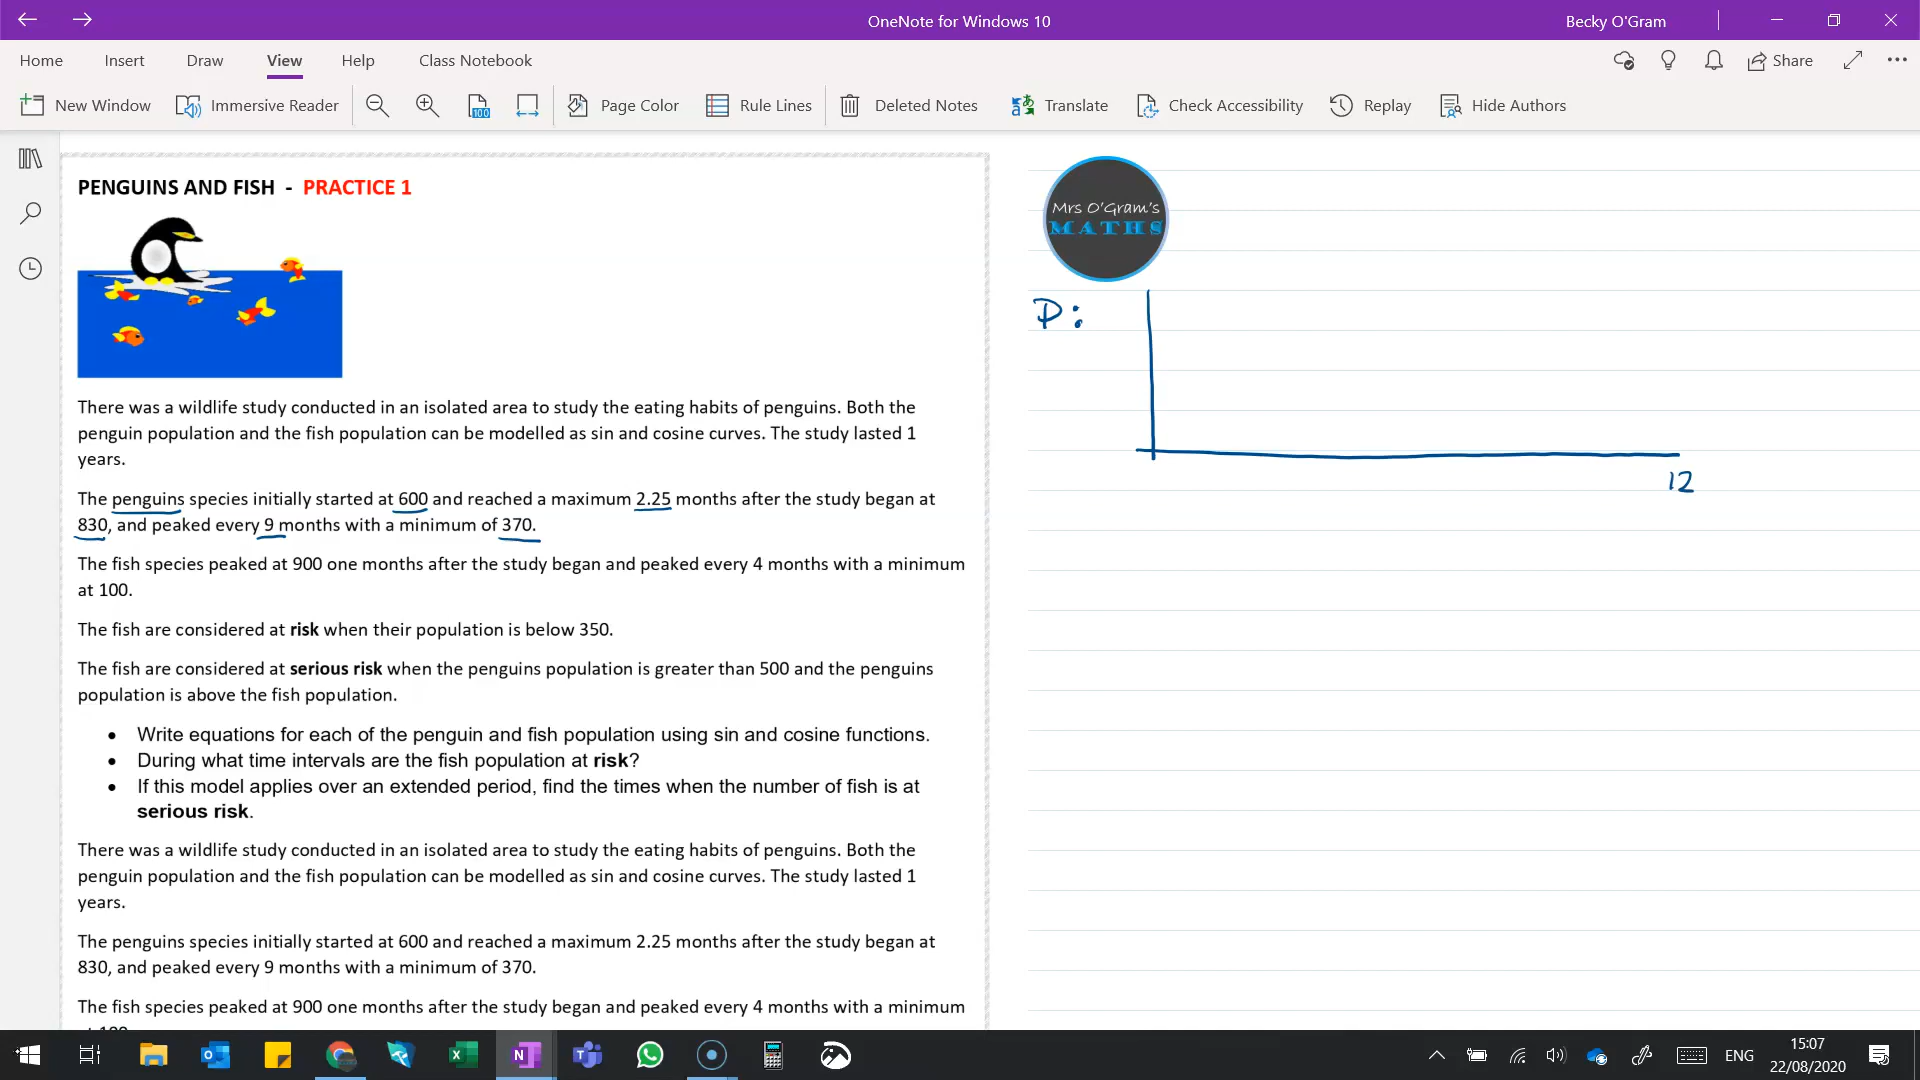 OneNote for Windows 10
Becky O'Gram
Home Insert Draw View Help Class Notebook
Share
New Window Immersive Reader 100 Page Color Rule Lines Deleted Notes Translate Check Accessibility Replay Hide Authors
PENGUINS AND FISH - PRACTICE 1
There was a wildlife study conducted in an isolated area to study the eating habits of penguins. Both the
penguin population and the fish population can be modelled as sin and cosine curves. The study lasted 1
years.
The penguins species initially started at 600 and reached a maximum 2.25 months after the study began at
830, and peaked every 9 months with a minimum of 370.
The fish species peaked at 900 one months after the study began and peaked every 4 months with a minimum
at 100.
The fish are considered at risk when their population is below 350.
The fish are considered at serious risk when the penguins population is greater than 500 and the penguins
population is above the fish population.
• Write equations for each of the penguin and fish population using sin and cosine functions.
• During what time intervals are the fish population at risk?
• If this model applies over an extended period, find the times when the number of fish is at
serious risk.
There was a wildlife study conducted in an isolated area to study the eating habits of penguins. Both the
penguin population and the fish population can be modelled as sin and cosine curves. The study lasted 1
years.
The penguins species initially started at 600 and reached a maximum 2.25 months after the study began at
830, and peaked every 9 months with a minimum of 370.
The fish species peaked at 900 one months after the study began and peaked every 4 months with a minimum
at 100.
Mrs O'Gram's
MATHS
P:
12
ENG
15:07
22/08/2020